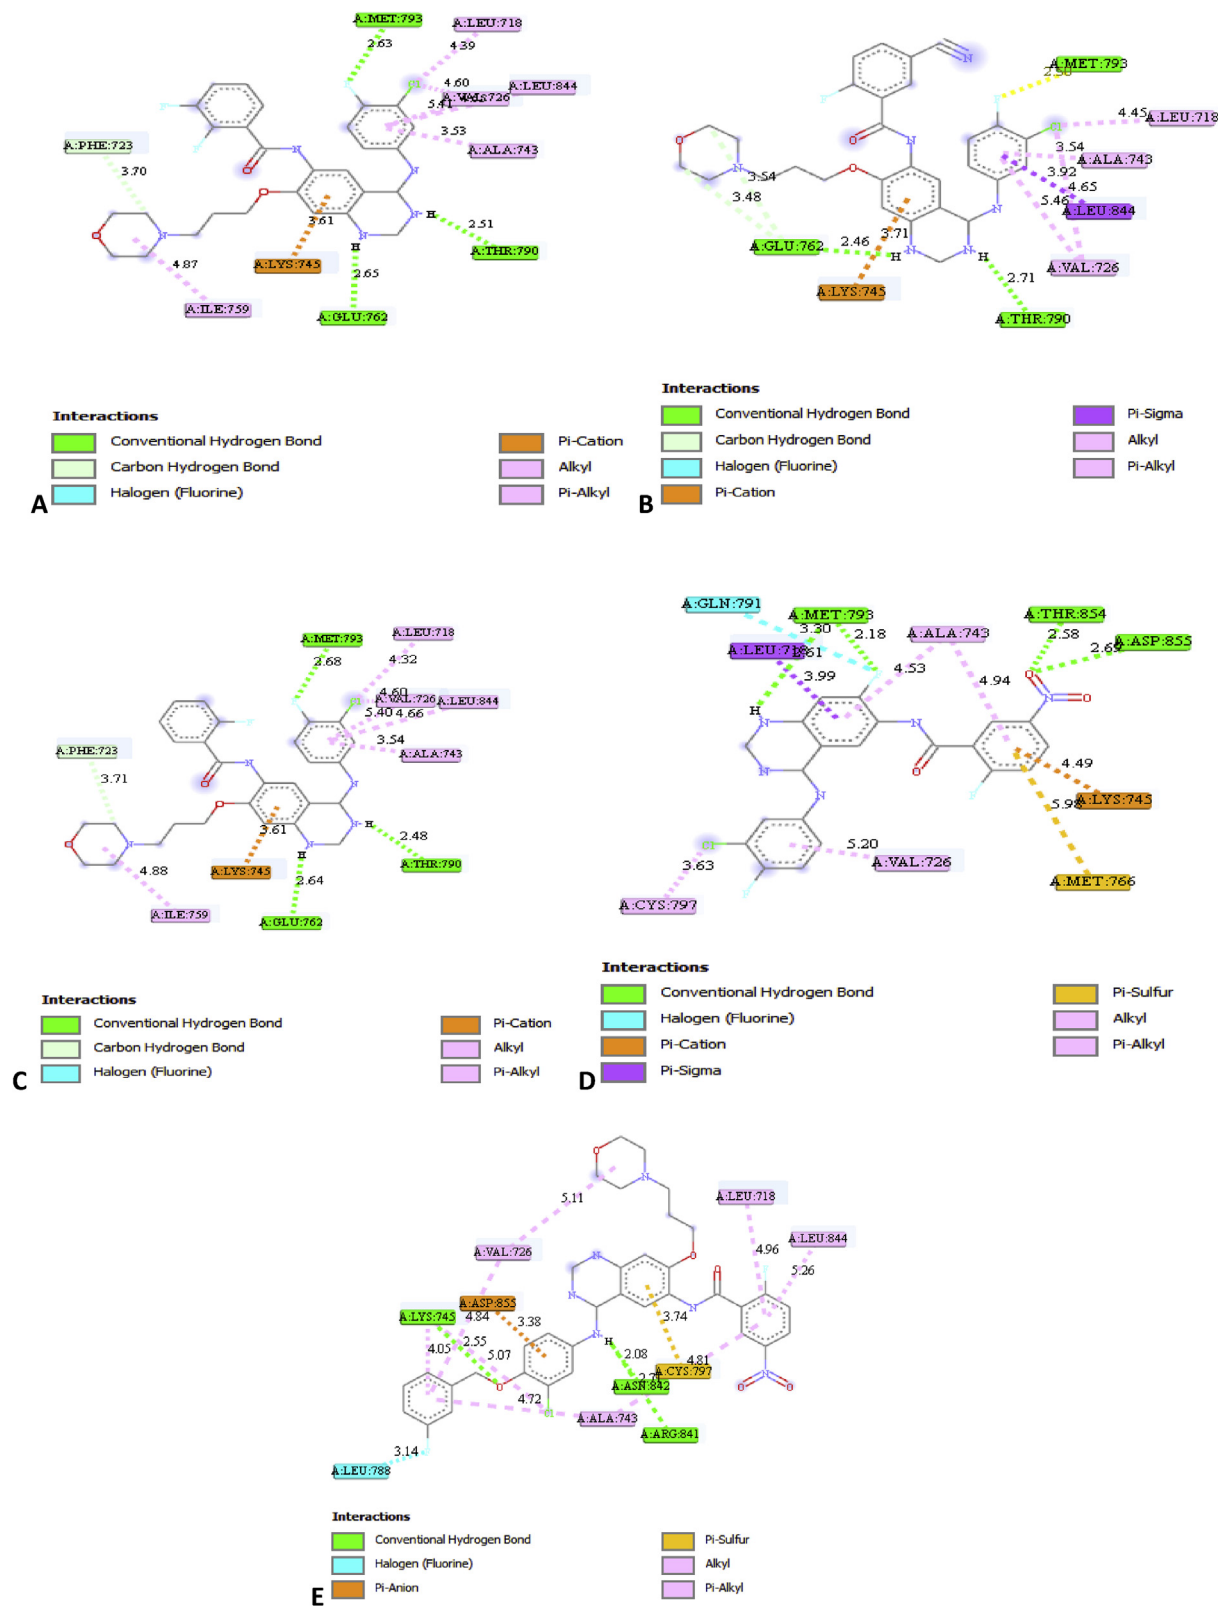 A:MET:793
A:LEU:718
2.63
4.39
4.60
A:LEU:844
A:VAL:726
5.41
3.53
A:ALA:743
A:PHE:723
3.70
O
N
F
Cl
H
3.61
2.51
A:THR:790
A:LYS:745
2.65
4.87
A:ILE:759
A:GLU:762
Interactions
Conventional Hydrogen Bond
Carbon Hydrogen Bond
Halogen (Fluorine)
Pi-Cation
Alkyl
Pi-Alkyl
A
A:MET:793
2.50
4.45
A:LEU:718
3.54
A:ALA:743
3.92
4.65
A:LEU:844
5.46
A:VAL:726
3.54
3.48
A:GLU:762
2.46
3.71
A:LYS:745
H
H
2.71
A:THR:790
Interactions
Conventional Hydrogen Bond
Carbon Hydrogen Bond
Halogen (Fluorine)
Pi-Cation
Pi-Sigma
Alkyl
Pi-Alkyl
B
A:MET:793
A:LEU:718
2.68
4.32
4.60
A:VAL:726
A:LEU:844
5.40
4.66
3.54
A:ALA:743
A:PHE:723
3.71
3.61
2.48
A:THR:790
A:LYS:745
2.64
4.88
A:ILE:759
A:GLU:762
Interactions
Conventional Hydrogen Bond
Carbon Hydrogen Bond
Halogen (Fluorine)
Pi-Cation
Alkyl
Pi-Alkyl
C
A:GLN:791
A:MET:793
A:THR:854
3.30
2.18
A:ALA:743
2.58
A:ASP:855
3.99
4.53
4.94
4.49
A:LYS:745
5.98
5.20
A:VAL:726
3.63
A:MET:766
A:CYS:797
Interactions
Conventional Hydrogen Bond
Halogen (Fluorine)
Pi-Cation
Pi-Sigma
Pi-Sulfur
Alkyl
Pi-Alkyl
D
5.11
A:LEU:718
A:LEU:844
A:VAL:726
4.96
5.26
A:ASP:855
A:LYS:745
4.84
3.38
3.74
2.55
4.05
5.07
2.08
4.81
A:CYS:797
A:ASN:842
4.72
A:ALA:743
A:ARG:841
3.14
A:LEU:788
Interactions
Conventional Hydrogen Bond
Halogen (Fluorine)
Pi-Anion
Pi-Sulfur
Alkyl
Pi-Alkyl
E